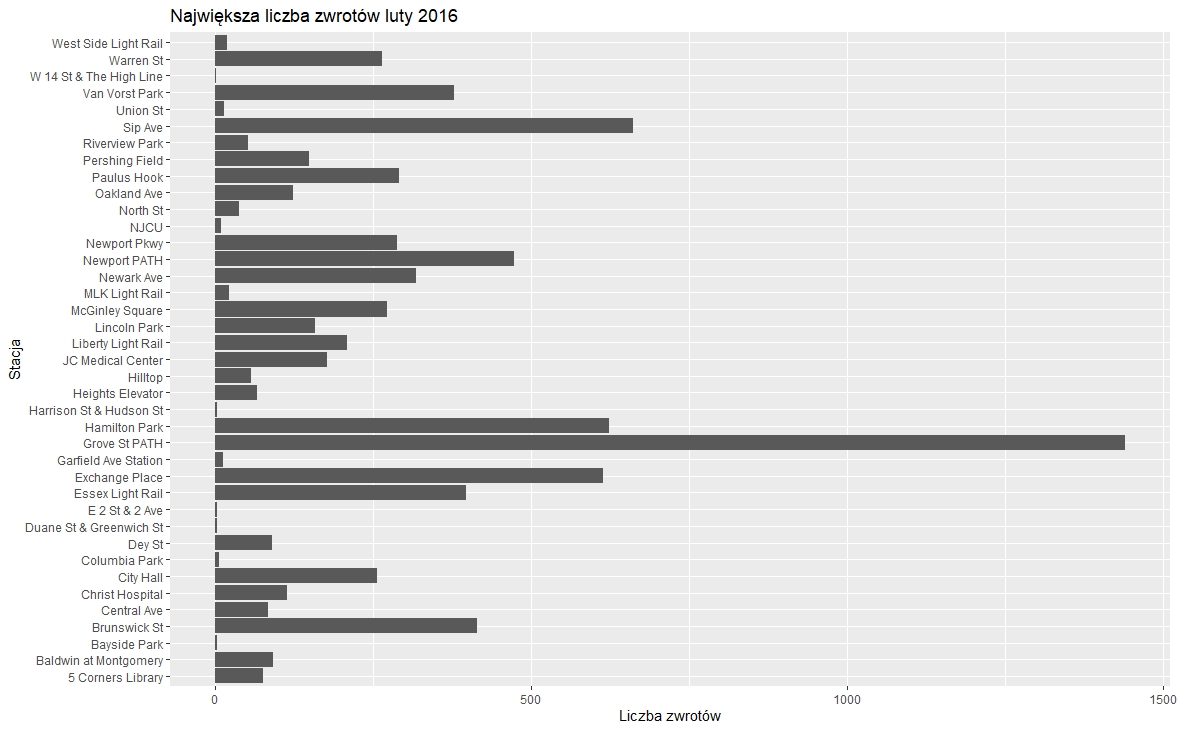 Największa liczba zwrotów luty 2016
West Side Light Rail
Warren St
W 14 St & The High Line
Van Vorst Park
Union St
Sip Ave
Riverview Park
Pershing Field
Paulus Hook
Oakland Ave
North St
NJCU
Newport Pkwy
Newport PATH
Newark Ave
MLK Light Rail
McGinley Square
Lincoln Park
Liberty Light Rail
JC Medical Center
Hilltop
Heights Elevator
Harrison St & Hudson St
Hamilton Park
Grove St PATH
Garfield Ave Station
Exchange Place
Essex Light Rail
E 2 St & 2 Ave
Duane St & Greenwich St
Dey St
Columbia Park
City Hall
Christ Hospital
Central Ave
Brunswick St
Bayside Park
Baldwin at Montgomery
5 Corners Library
Stacja
0 500 1000 1500
Liczba zwrotów